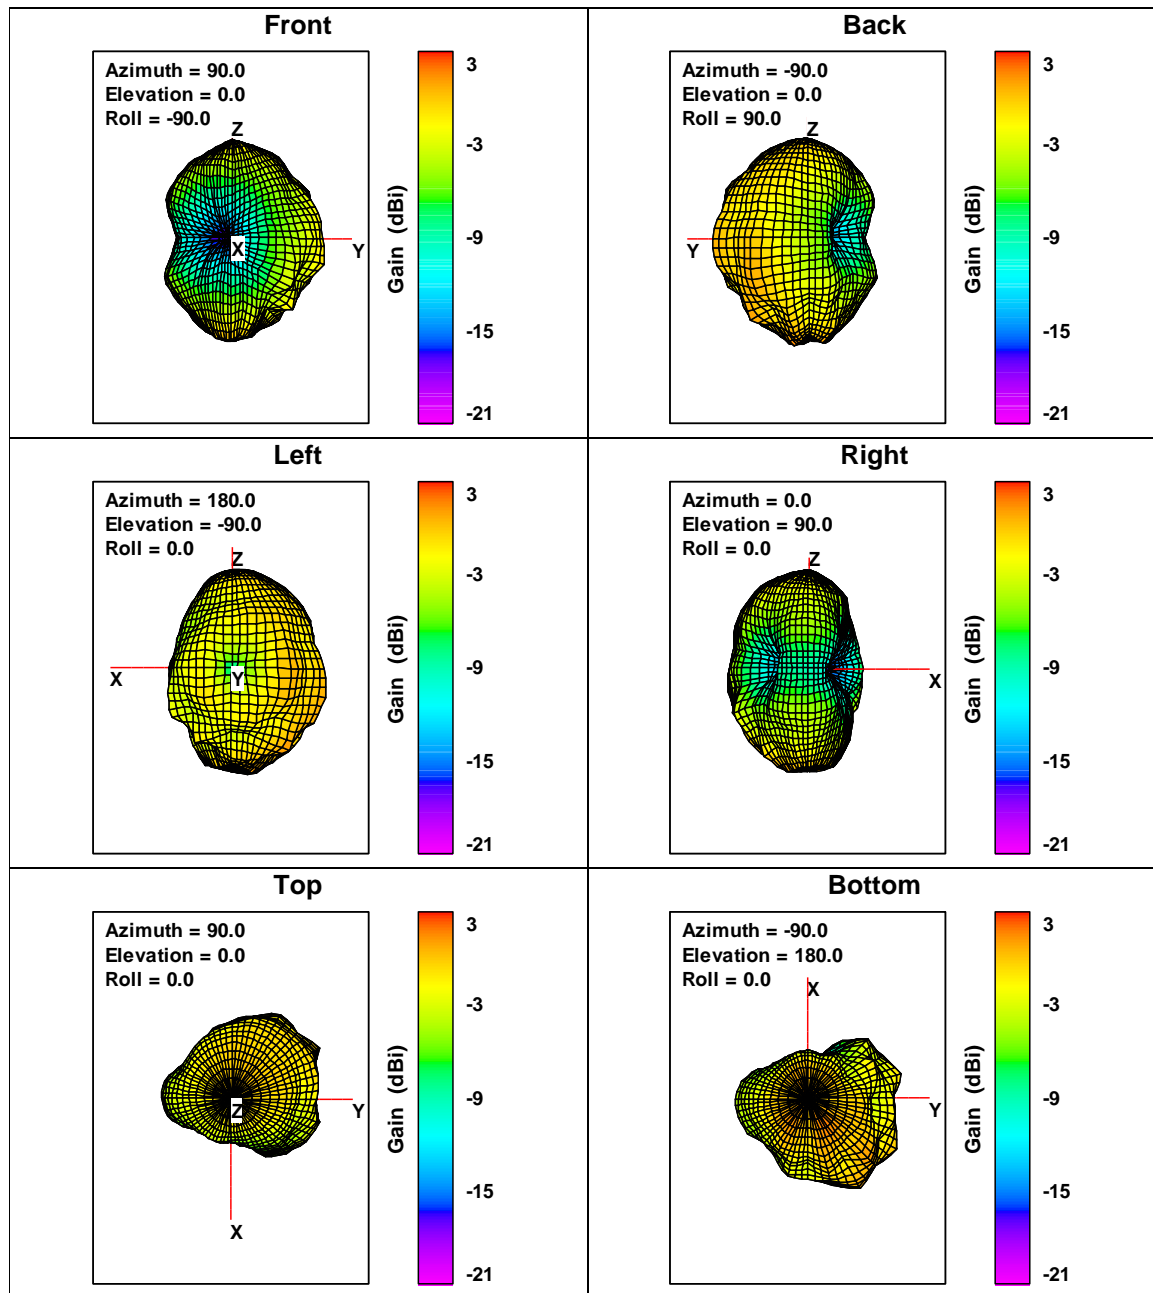 Front
Azimuth = 90.0
Elevation = 0.0
Roll = -90.0
Z
X
Y
Gain (dBi)
3
-3
-9
-15
-21
Back
Azimuth = -90.0
Elevation = 0.0
Roll = 90.0
Z
Y
Gain (dBi)
3
-3
-9
-15
-21
Left
Azimuth = 180.0
Elevation = -90.0
Roll = 0.0
Z
X
Y
Gain (dBi)
3
-3
-9
-15
-21
Right
Azimuth = 0.0
Elevation = 90.0
Roll = 0.0
Z
X
Gain (dBi)
3
-3
-9
-15
-21
Top
Azimuth = 90.0
Elevation = 0.0
Roll = 0.0
Z
Y
X
Gain (dBi)
3
-3
-9
-15
-21
Bottom
Azimuth = -90.0
Elevation = 180.0
Roll = 0.0
X
Y
Gain (dBi)
3
-3
-9
-15
-21